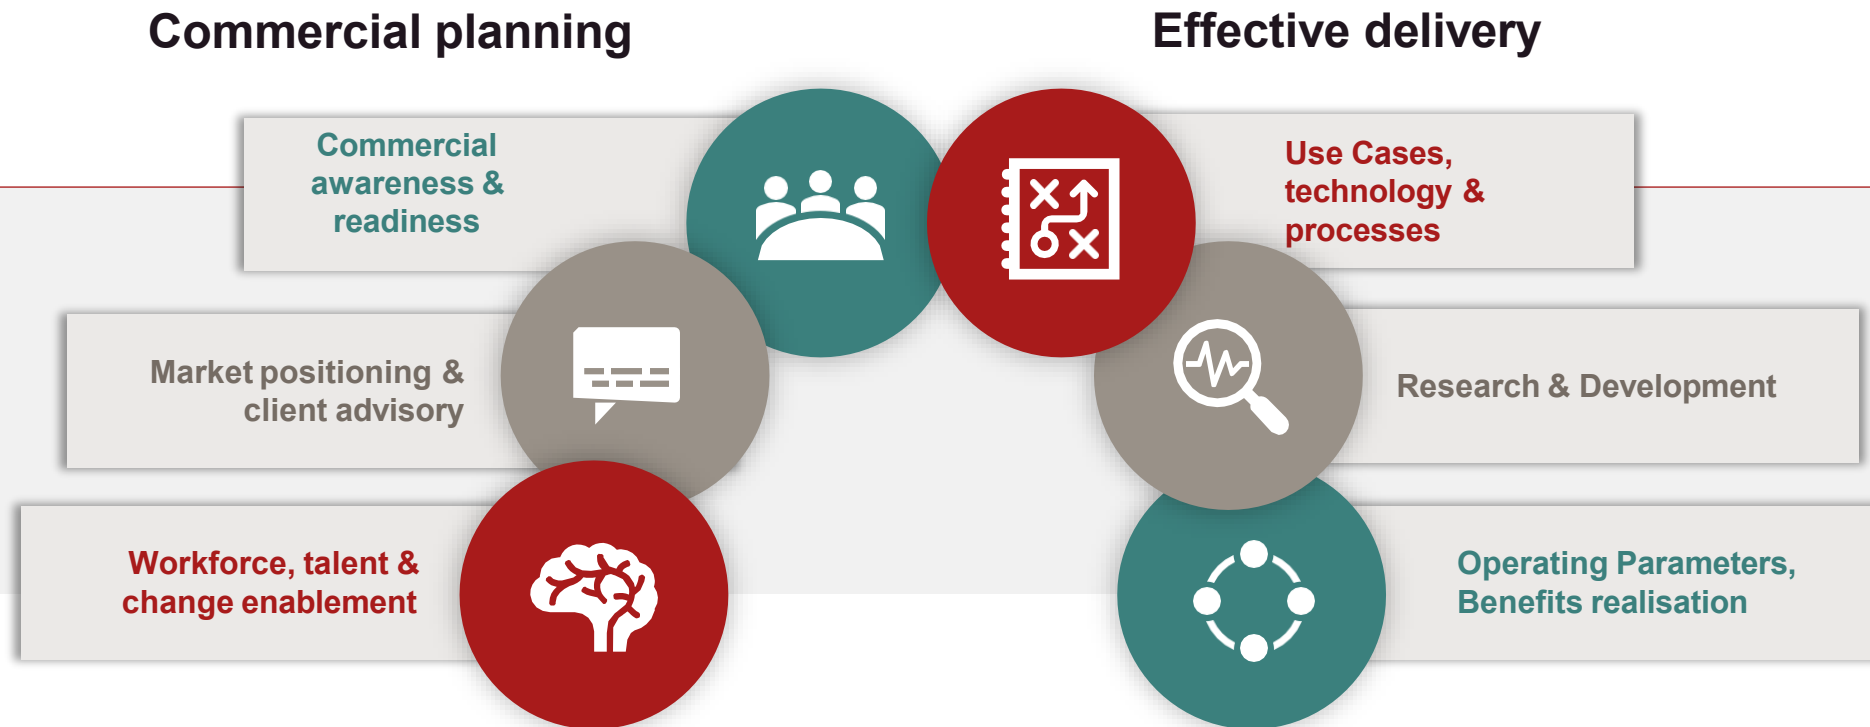 Commercial planning
Commercial
awareness &
readiness
Market positioning &
client advisory
Workforce, talent &
change enablement
Effective delivery
Use Cases,
technology &
processes
Research & Development
Operating Parameters,
Benefits realisation